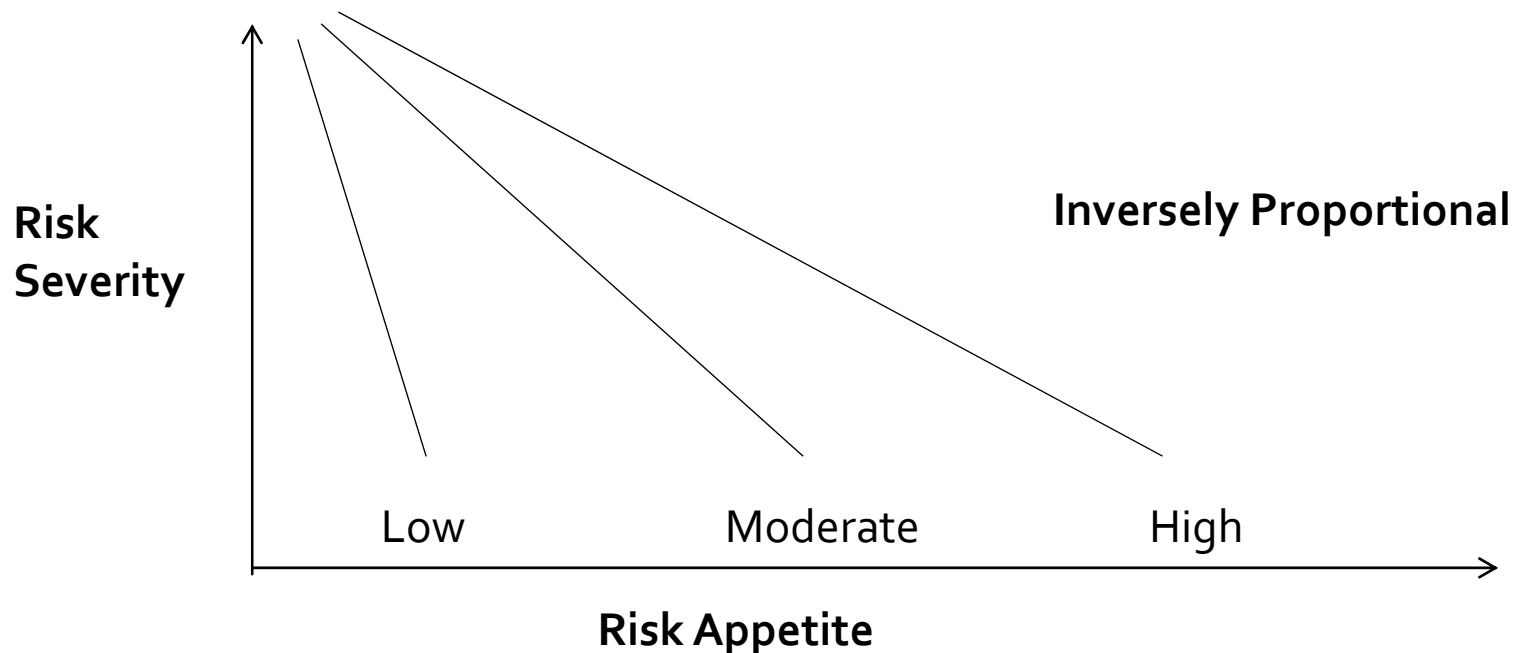 Risk
Severity
Inversely Proportional
Low
Moderate
High
Risk Appetite